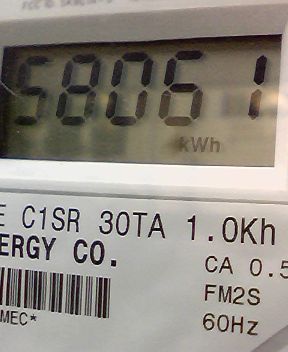 58061
kWh
E C1SR 30TA 1.0Kh
ERGY CO.
CA 0.5
FM2S
MEC*
60Hz